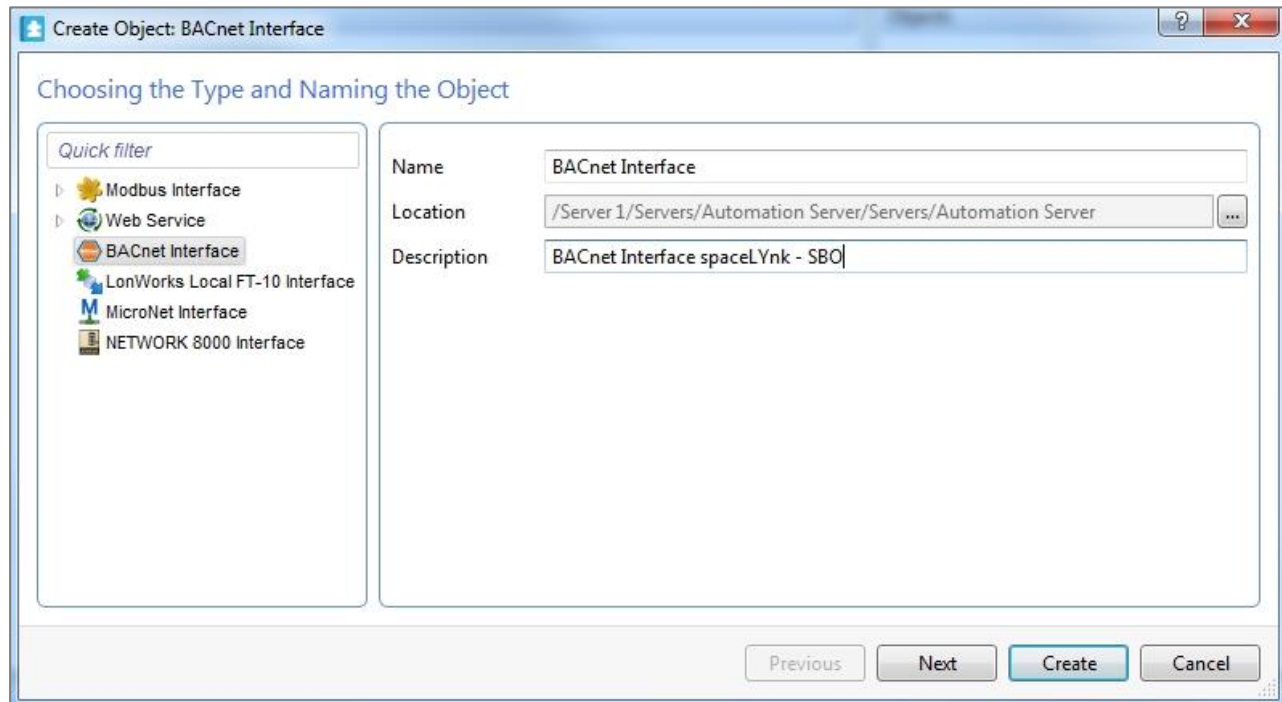 Create Object: BACnet Interface
Choosing the Type and Naming the Object
Quick filter
Modbus Interface
Web Service
BACnet Interface
LonWorks Local FT-10 Interface
MicroNet Interface
NETWORK 8000 Interface
Name BACnet Interface
Location /Server 1/Servers/Automation Server/Servers/Automation Server ...
Description BACnet Interface spaceLYnk - SBO
Previous Next Create Cancel